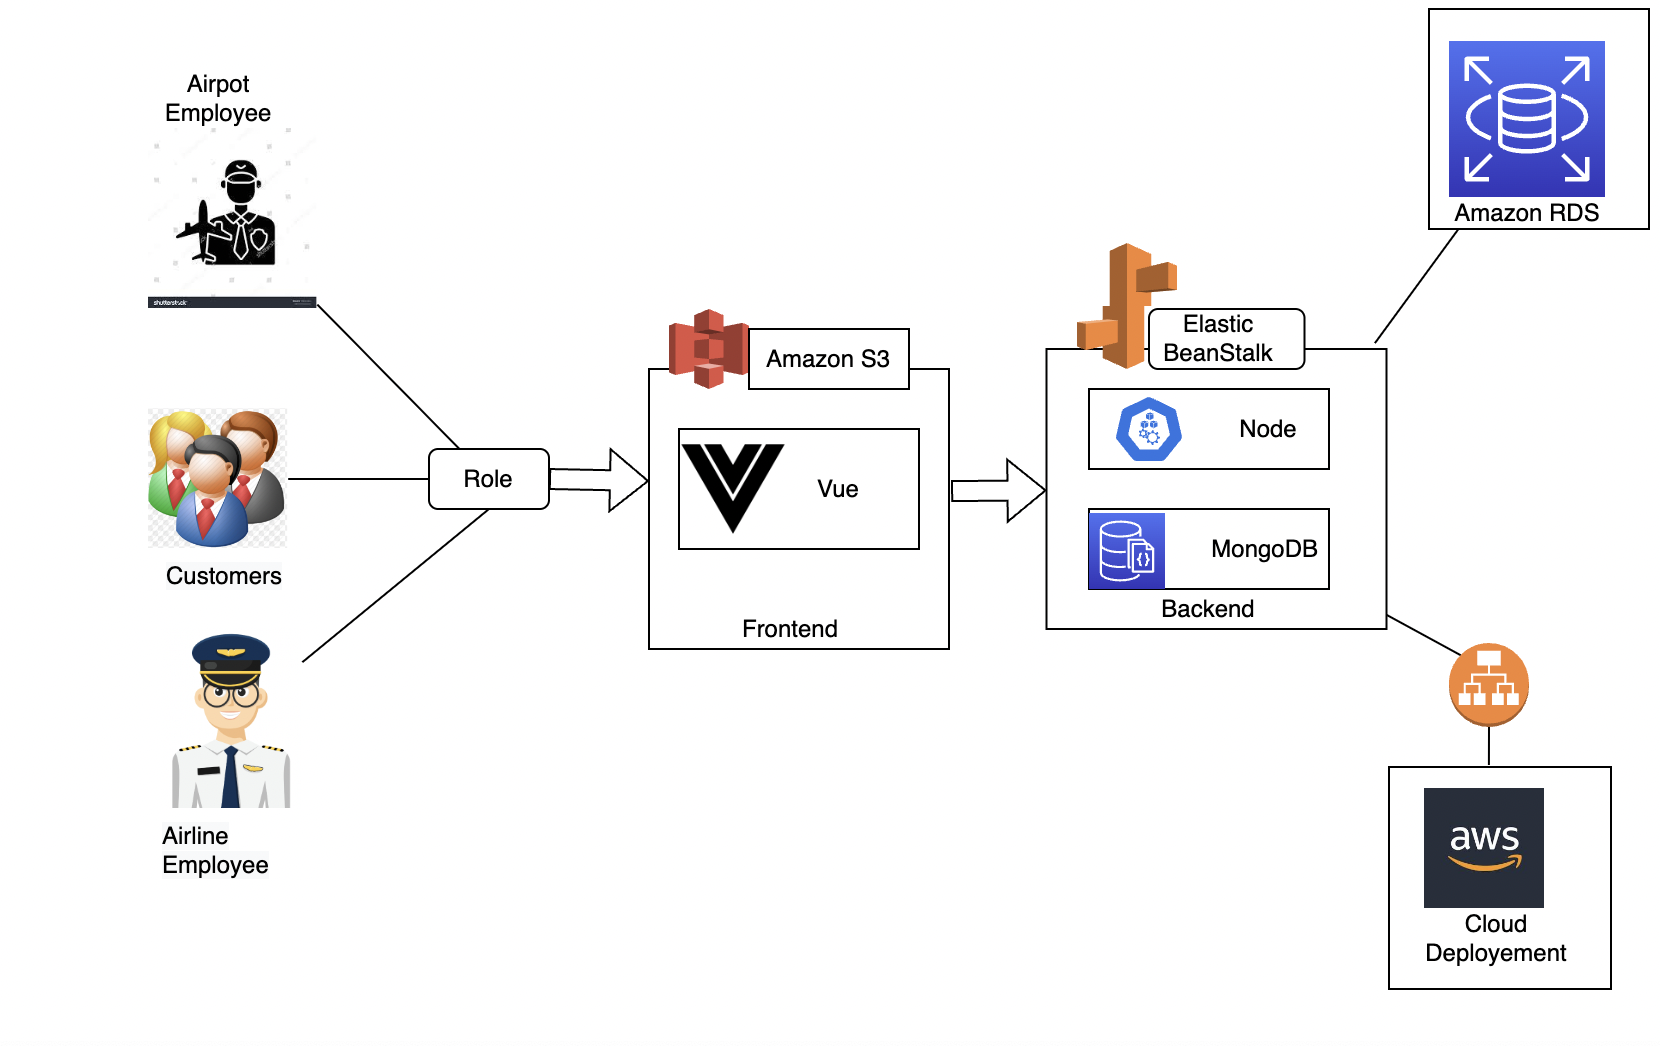 Airpot
Employee
shutterstock
Customers
Airline
Employee
Role
Amazon S3
Vue
Frontend
Elastic
BeanStalk
Node
MongoDB
Backend
Amazon RDS
aws
Cloud
Deployement